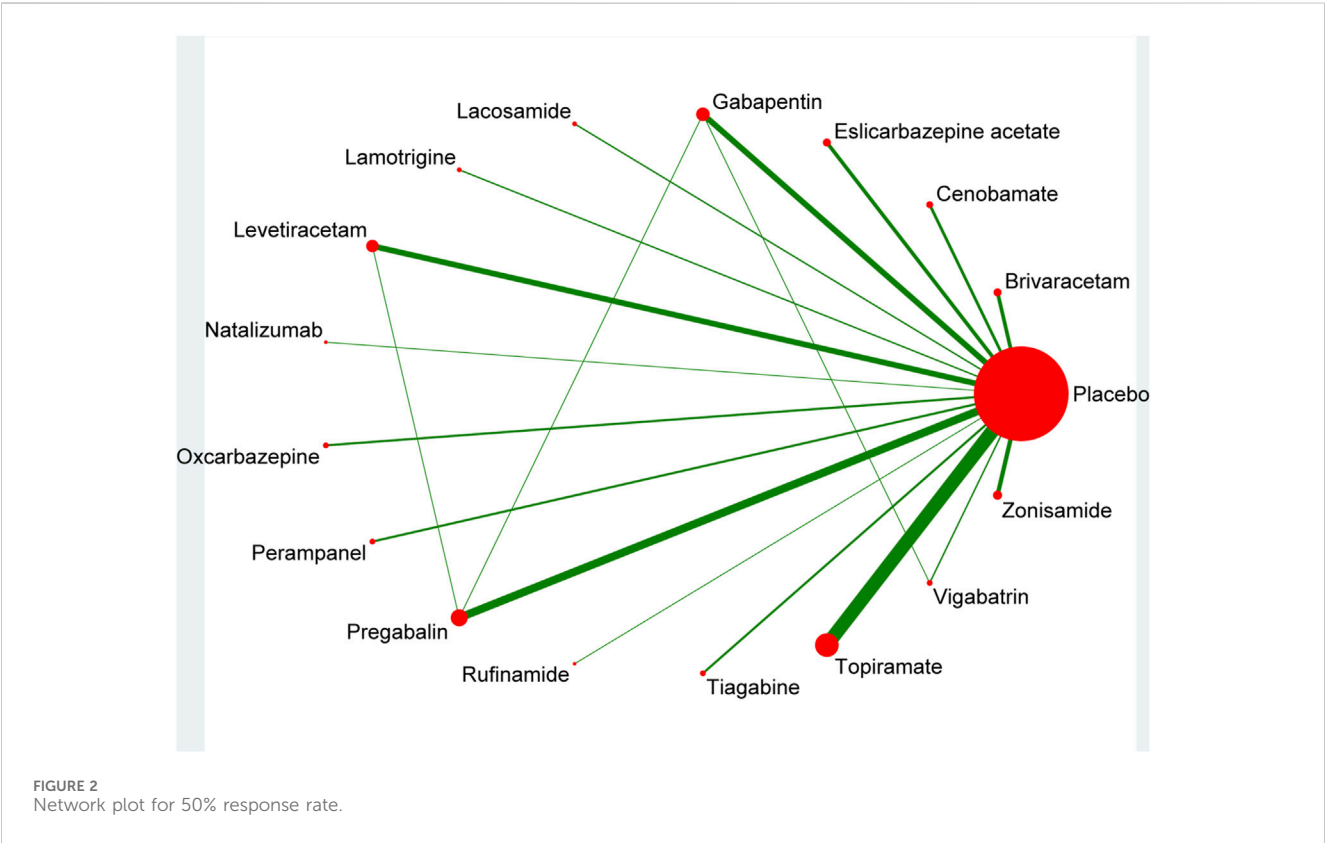 Gabapentin
Lacosamide
Eslicarbazepine acetate
Lamotrigine
Cenobamate
Levetiracetam
Brivaracetam
Natalizumab
Placebo
Oxcarbazepine
Zonisamide
Perampanel
Vigabatrin
Pregabalin
Topiramate
Rufinamide
Tiagabine
FIGURE 2
Network plot for 50% response rate.